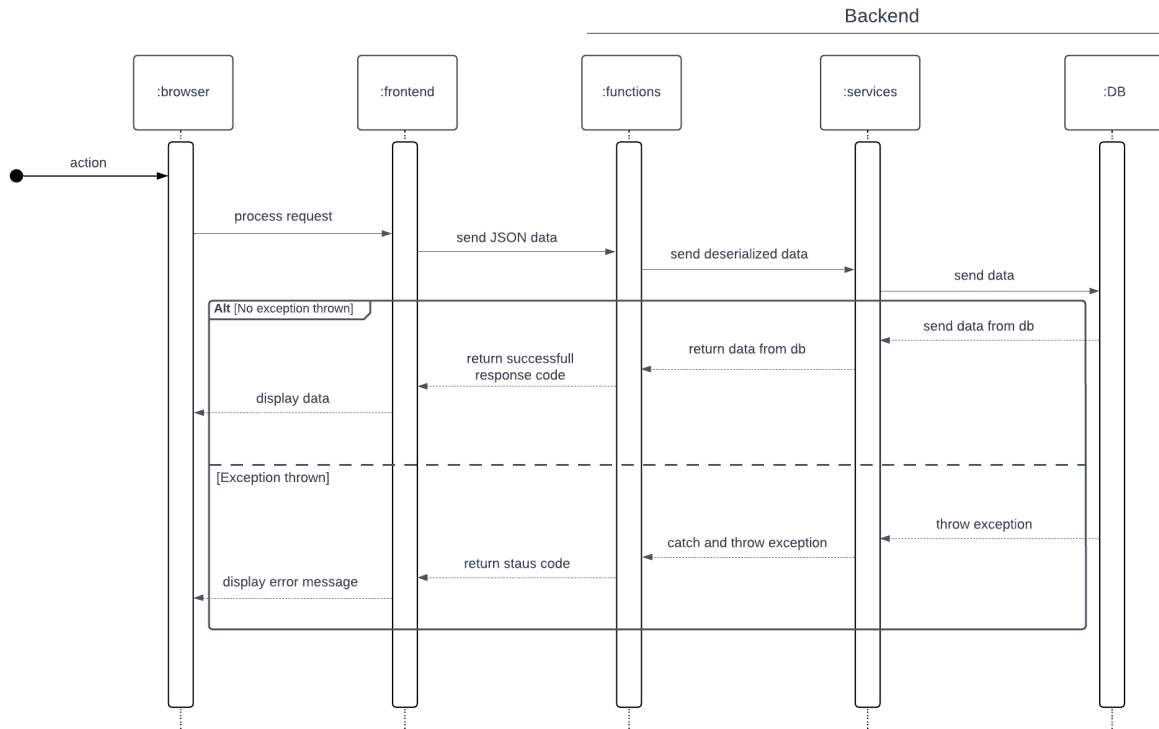 Backend
:browser
:frontend
:functions
:services
:DB
action
process request
send JSON data
send deserialized data
send data
Alt [No exception thrown]
send data from db
return data from db
return successfull
response code
display data
[Exception thrown]
throw exception
catch and throw exception
return staus code
display error message